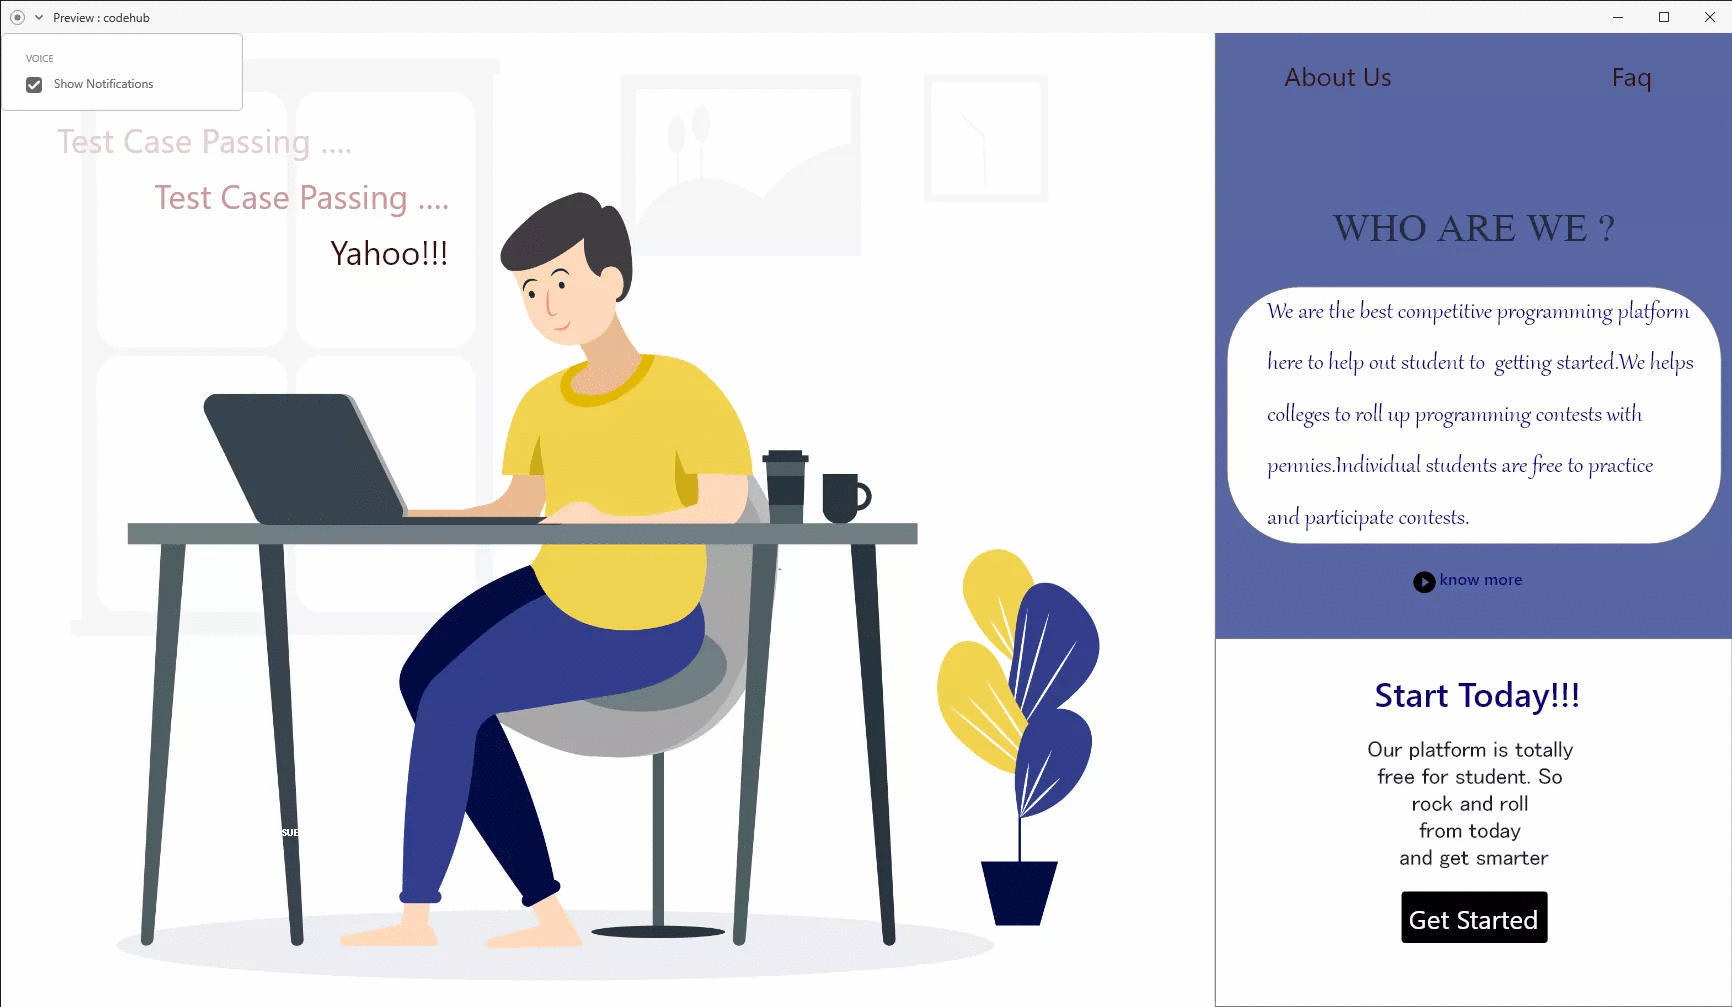 Preview : codehub
VOICE
Show Notifications
Test Case Passing ....
Test Case Passing ....
Yahoo!!!
SUE
About Us
Faq
WHO ARE WE ?
We are the best competitive programming platform
here to help out student to  getting started.We helps
colleges to roll up programming contests with
pennies.Individual students are free to practice
and participate contests.
know more
Start Today!!!
Our platform is totally
free for student. So
rock and roll
from today
and get smarter
Get Started